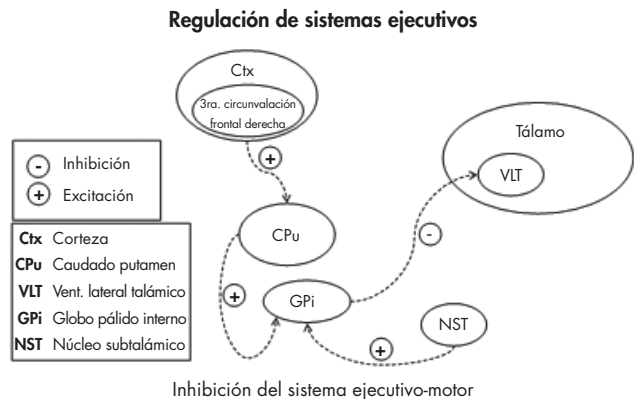 Regulación de sistemas ejecutivos
Ctx
3ra. circunvalación
frontal derecha
+
Tálamo
VLT
- Inhibición
+ Excitación
CPu
-
Ctx Corteza
CPu Caudado putamen
VLT Vent. lateral talámico
GPi Globo pálido interno
NST Núcleo subtalámico
+
GPi
NST
+
Inhibición del sistema ejecutivo-motor